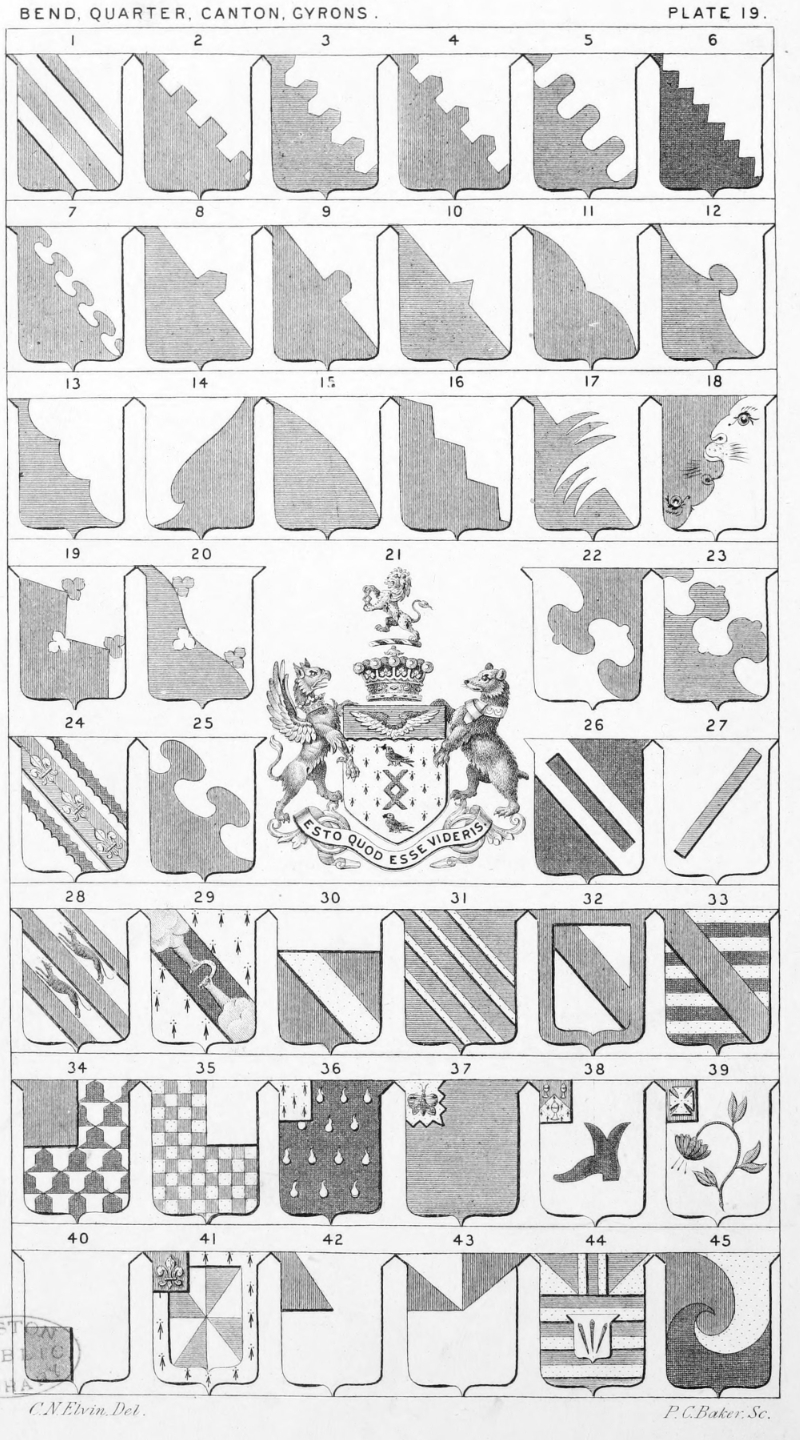 BEND, QUARTER, CANTON, GYRONS. PLATE 19.
1 2 3 4 5 6
7 8 9 10 11 12
13 14 15 16 17 18
19 20 21 22 23
24 25 26 27
ESTO QUOD ESSE VIDERIS.
28 29 30 31 32 33
34 35 36 37 38 39
40 41 42 43 44 45
STON
BLIC
HA
C.N.Elvin. Del. P.C.Baker. Sc.